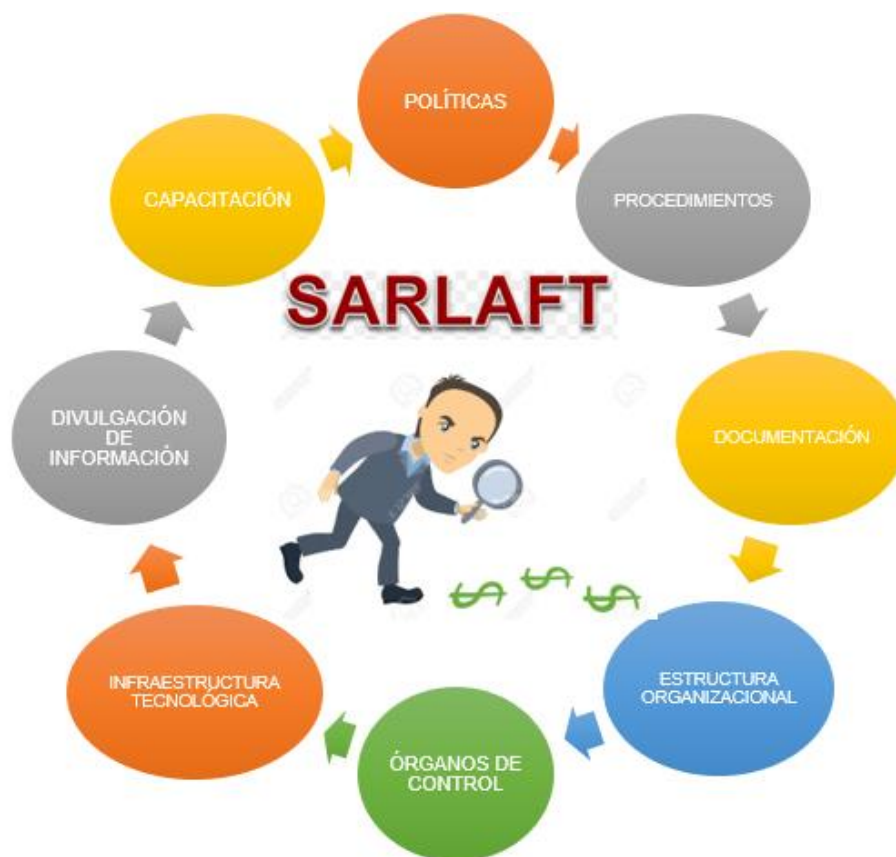 POLÍTICAS
PROCEDIMIENTOS
DOCUMENTACIÓN
ESTRUCTURA
ORGANIZACIONAL
ÓRGANOS DE
CONTROL
INFRAESTRUCTURA
TECNOLÓGICA
DIVULGACIÓN
DE
INFORMACIÓN
CAPACITACIÓN
SARLAFT